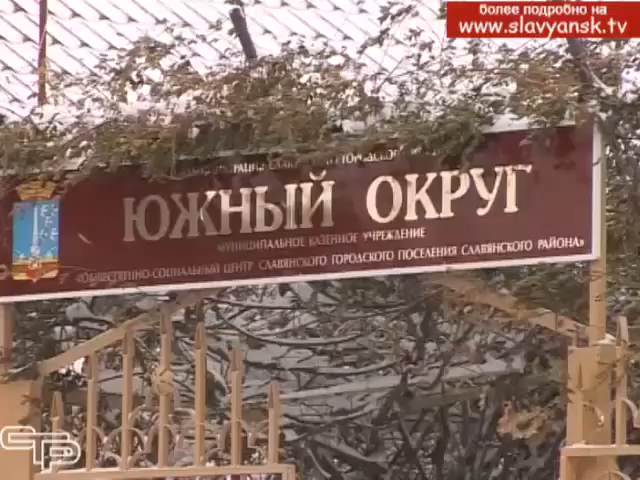 более подробно на
www.slavyansk.tv
ЮЖНЫЙ ОКРУГ
МУНИЦИПАЛЬНОЕ КАЗЕННОЕ УЧРЕЖДЕНИЕ
«ОБЩЕСТВЕННО-СОЦИАЛЬНЫЙ ЦЕНТР СЛАВЯНСКОГО ГОРОДСКОГО ПОСЕЛЕНИЯ СЛАВЯНСКОГО РАЙОНА»
СТР